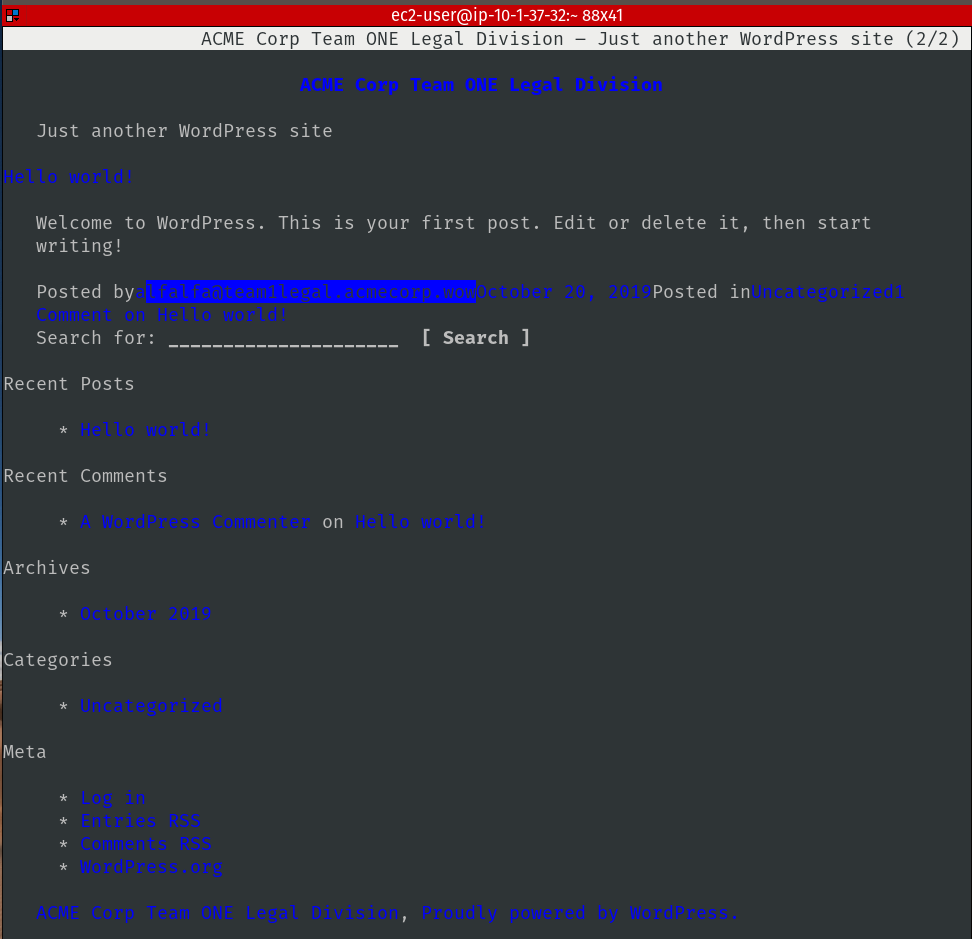 ec2-user@ip-10-1-37-32:~ 88x41
ACME Corp Team ONE Legal Division – Just another WordPress site (2/2)
ACME Corp Team ONE Legal Division
Just another WordPress site
Hello world!
Welcome to WordPress. This is your first post. Edit or delete it, then start
writing!
Posted byalfalfa@team1legal.acmecorp.wowOctober 20, 2019Posted inUncategorized1
Comment on Hello world!
Search for: _____________________ [ Search ]
Recent Posts
* Hello world!
Recent Comments
* A WordPress Commenter on Hello world!
Archives
* October 2019
Categories
* Uncategorized
Meta
* Log in
* Entries RSS
* Comments RSS
* WordPress.org
ACME Corp Team ONE Legal Division, Proudly powered by WordPress.